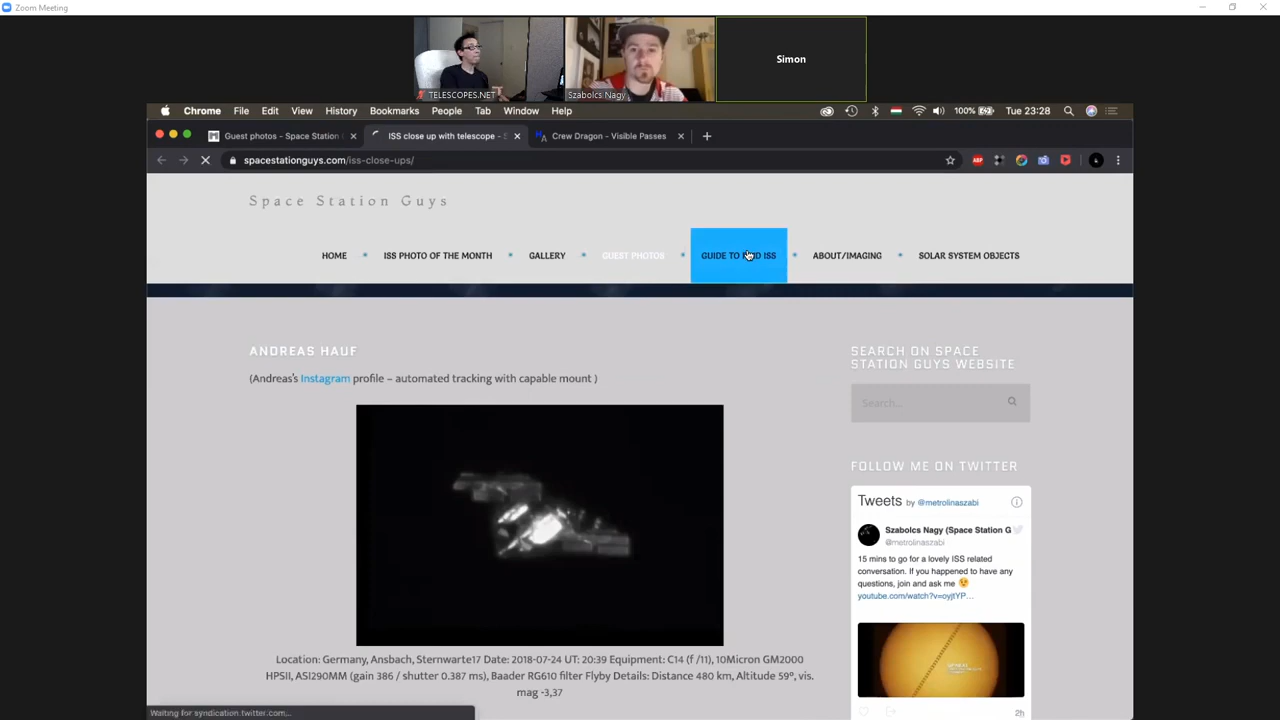 Zoom Meeting
TELESCOPES.NET
Szabolcs Nagy
Simon
Chrome File Edit View History Bookmarks People Tab Window Help
100% Tue 23:28
Guest photos - Space Station
ISS close up with telescope - S
Crew Dragon - Visible Passes
spacestationguys.com/iss-close-ups/
ABP
Space Station Guys
HOME ISS PHOTO OF THE MONTH GALLERY GUEST PHOTOS GUIDE TO FIND ISS ABOUT/IMAGING SOLAR SYSTEM OBJECTS
ANDREAS HAUF
(Andreas's Instagram profile – automated tracking with capable mount )
Location: Germany, Ansbach, Sternwarte17 Date: 2018-07-24 UT: 20:39 Equipment: C14 (f /11), 10Micron GM2000
HPSII, ASI290MM (gain 386 / shutter 0.387 ms), Baader RG610 filter Flyby Details: Distance 480 km, Altitude 59°, vis.
mag -3,37
SEARCH ON SPACE
STATION GUYS WEBSITE
Search...
FOLLOW ME ON TWITTER
Tweets by @metrolinaszabi
Szabolcs Nagy (Space Station G
@metrolinaszabi
15 mins to go for a lovely ISS related
conversation. If you happened to have any
questions, join and ask me
youtube.com/watch?v=oyjtYP…
2h
Waiting for syndication.twitter.com...